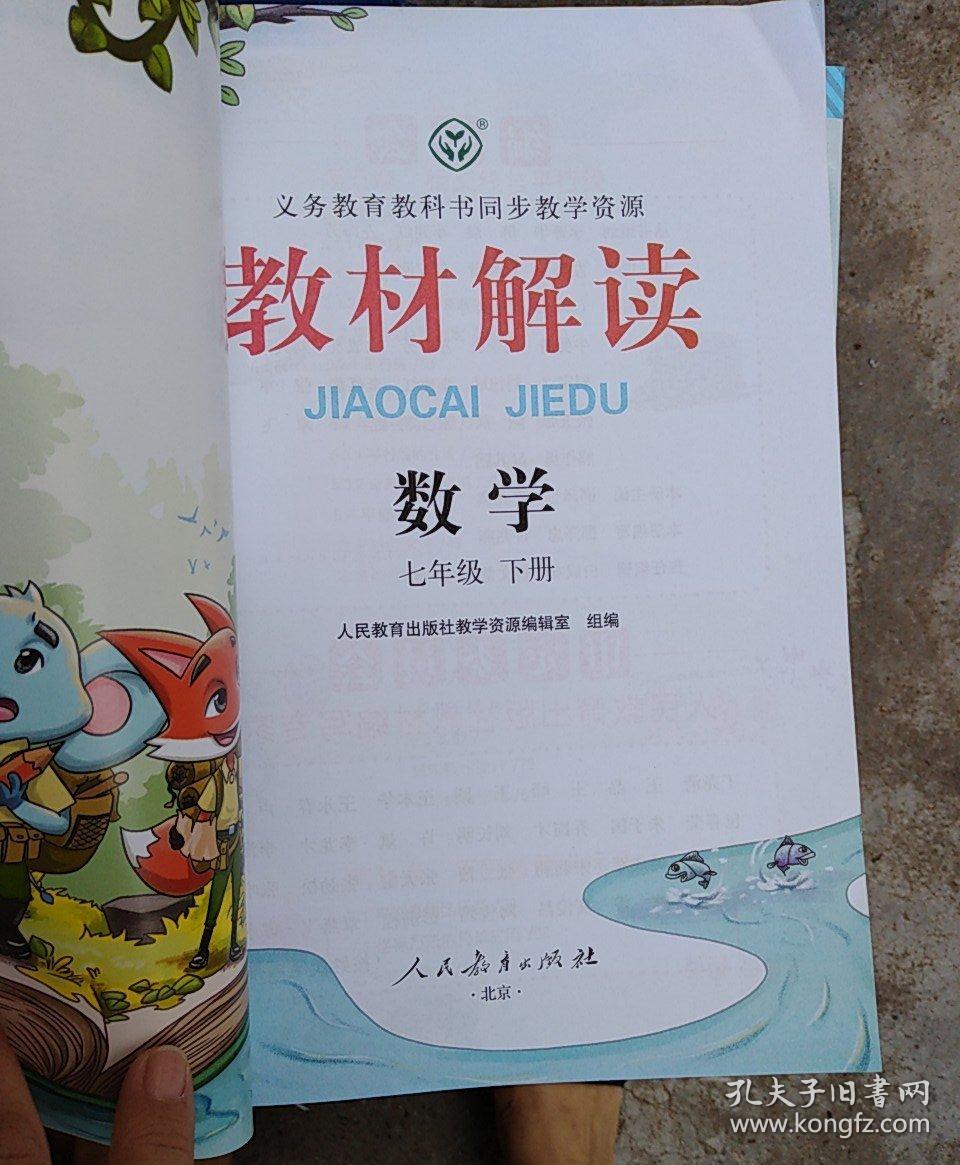 ®
义务教育教科书同步教学资源
教材解读
JIAOCAI JIEDU
数学
七年级 下册
人民教育出版社教学资源编辑室 组编
人民教育出版社
·北京·
孔夫子旧書网
www.kongfz.com